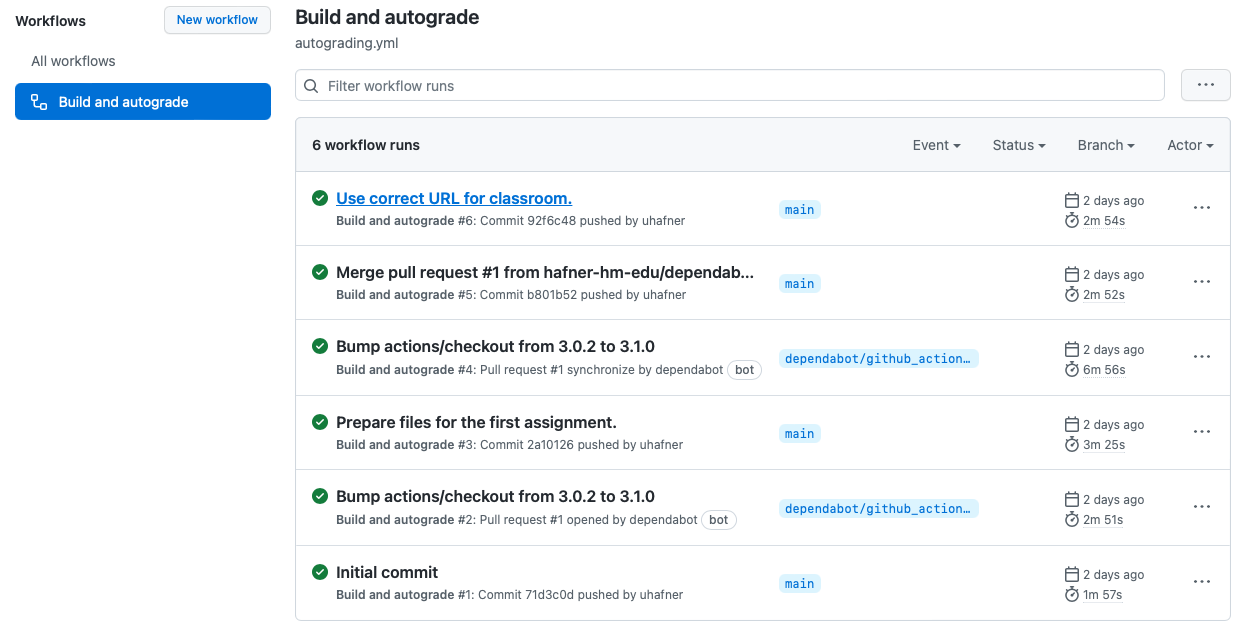 Workflows
New workflow
All workflows
Build and autograde
Build and autograde
autograding.yml
Filter workflow runs
6 workflow runs
Event
Status
Branch
Actor
Use correct URL for classroom.
Build and autograde #6: Commit 92f6c48 pushed by uhafner
main
2 days ago
2m 54s
Merge pull request #1 from hafner-hm-edu/dependab...
Build and autograde #5: Commit b801b52 pushed by uhafner
main
2 days ago
2m 52s
Bump actions/checkout from 3.0.2 to 3.1.0
Build and autograde #4: Pull request #1 synchronize by dependabot bot
dependabot/github_action…
2 days ago
6m 56s
Prepare files for the first assignment.
Build and autograde #3: Commit 2a10126 pushed by uhafner
main
2 days ago
3m 25s
Bump actions/checkout from 3.0.2 to 3.1.0
Build and autograde #2: Pull request #1 opened by dependabot bot
dependabot/github_action…
2 days ago
2m 51s
Initial commit
Build and autograde #1: Commit 71d3c0d pushed by uhafner
main
2 days ago
1m 57s